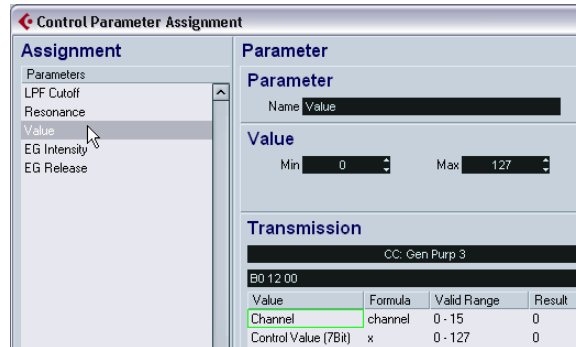 Control Parameter Assignment
Assignment
Parameters
LPF Cutoff
Resonance
Value
EG Intensity
EG Release
Parameter
Parameter
Name Value
Value
Min 0 Max 127
Transmission
CC: Gen Purp 3
B0 12 00
Value Formula Valid Range Result
Channel channel 0 - 15 0
Control Value (7Bit) x 0 - 127 0